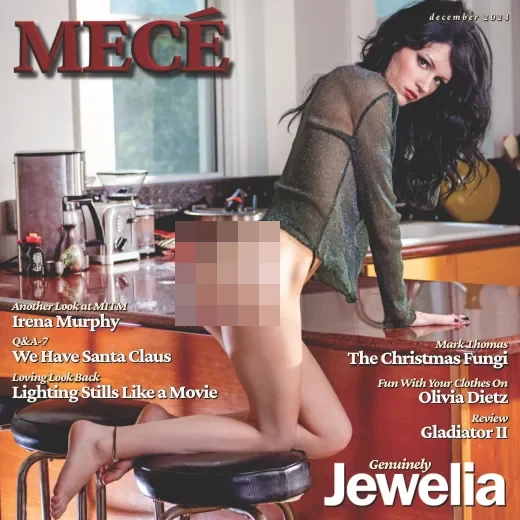 december 2024
MECÉ
Another Look at MITM
Irena Murphy
Q&A-7
We Have Santa Claus
Loving Look Back
Lighting Stills Like a Movie
Mark Thomas
The Christmas Fungi
Fun With Your Clothes On
Olivia Dietz
Review
Gladiator II
Genuinely
Jewelia